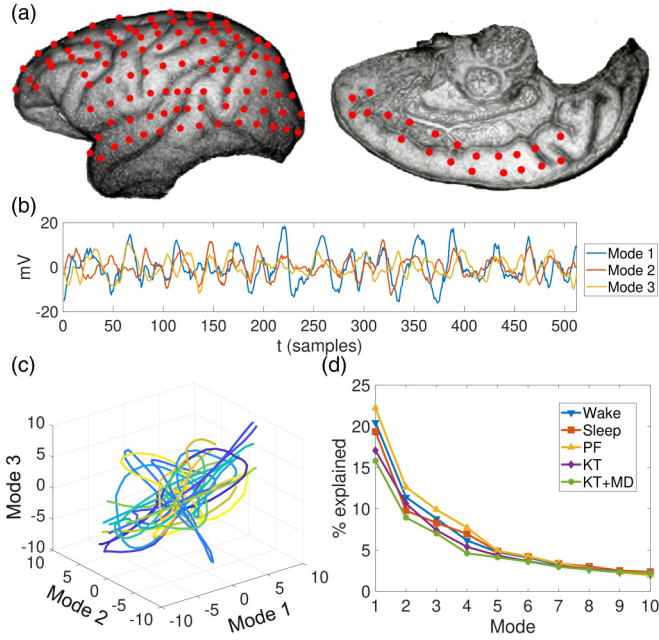 (a)
(b)
20
0
-20
mV
0 50 100 150 200 250 300 350 400 450 500
t (samples)
Mode 1
Mode 2
Mode 3
(c)
10
5
0
-5
-10
Mode 3
10
5
0
-5
-10
Mode 2
-10
-5
0
5
10
Mode 1
(d)
25
20
15
10
5
0
% explained
1 2 3 4 5 6 7 8 9 10
Mode
Wake
Sleep
PF
KT
KT+MD